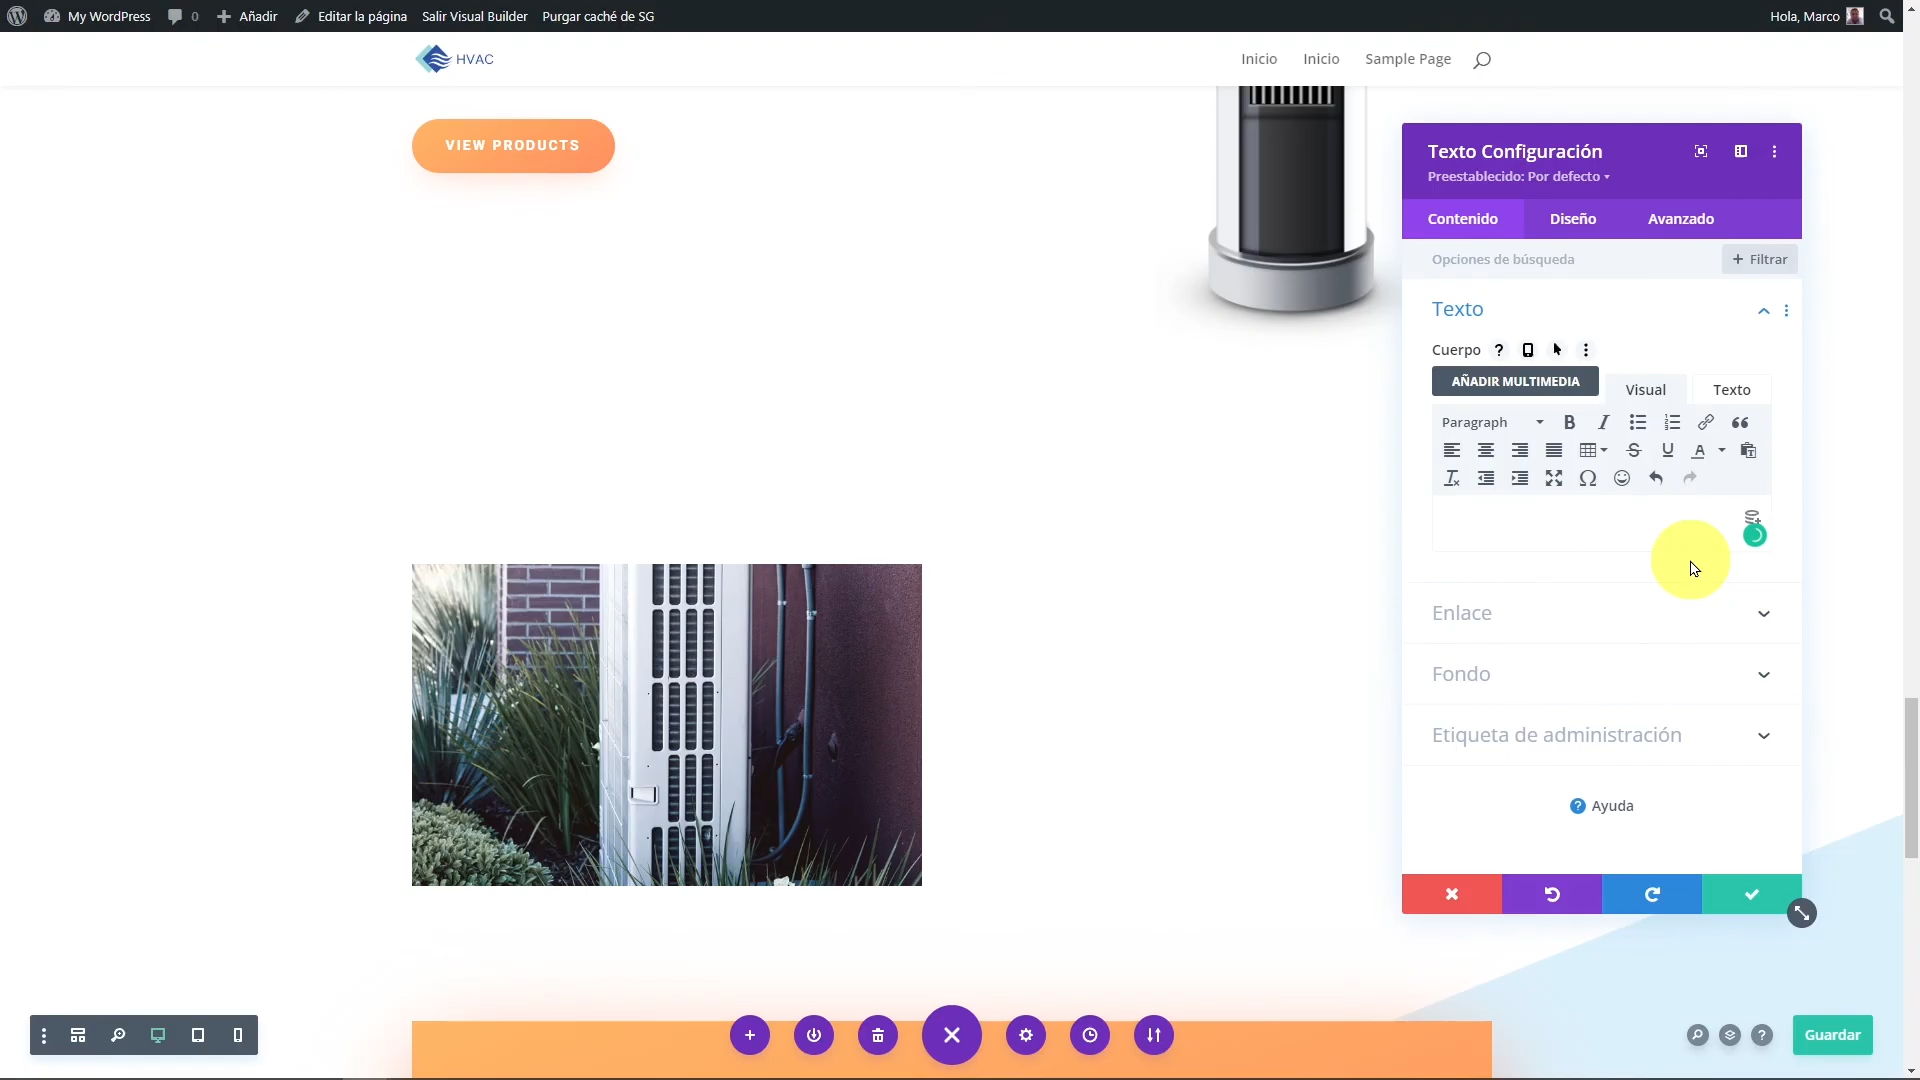 My WordPress
0
Añadir
Editar la página
Salir Visual Builder
Purgar caché de SG
Hola, Marco
HVAC
Inicio
Inicio
Sample Page
VIEW PRODUCTS
Texto Configuración
Preestablecido: Por defecto
Contenido
Diseño
Avanzado
Opciones de búsqueda
+ Filtrar
Texto
Cuerpo
AÑADIR MULTIMEDIA
Visual
Texto
Paragraph
Enlace
Fondo
Etiqueta de administración
Ayuda
Guardar